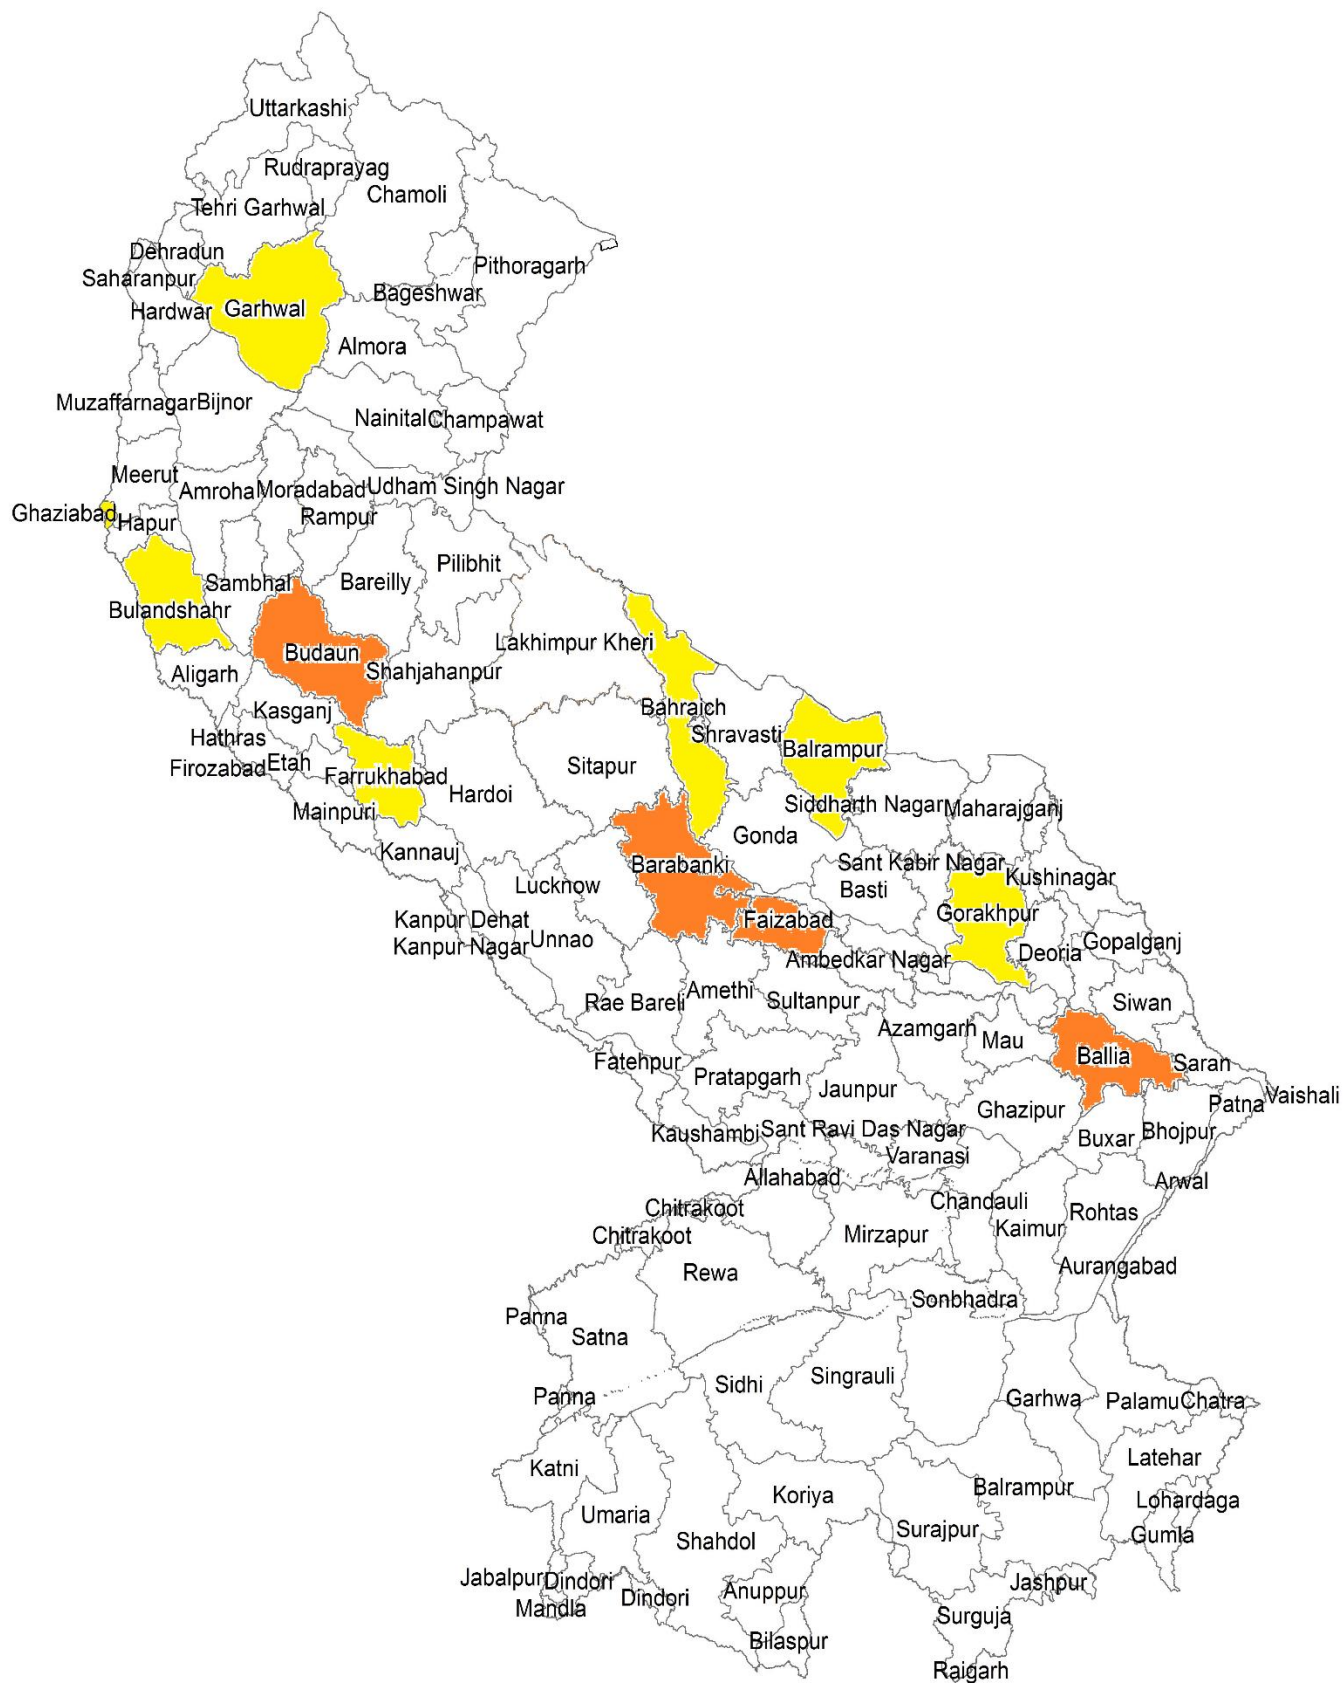 Uttarkashi
Rudraprayag
Chamoli
Tehri Garhwal
Dehradun
Pithoragarh
Saharanpur
Bageshwar
Hardwar
Garhwal
Almora
Muzaffarnagar
Bijnor
Nainital
Champawat
Meerut
Amroha
Moradabad
Udham Singh Nagar
Ghaziabad
Hapur
Rampur
Pilibhit
Sambhal
Bareilly
Bulandshahr
Lakhimpur Kheri
Budaun
Aligarh
Shahjahanpur
Kasganj
Bahraich
Hathras
Shravasti
Balrampur
Firozabad
Etah
Farrukhabad
Sitapur
Hardoi
Mainpuri
Siddharth Nagar
Maharajganj
Gonda
Kannauj
Barabanki
Sant Kabir Nagar
Kushinagar
Lucknow
Basti
Kanpur Dehat
Faizabad
Gorakhpur
Kanpur Nagar
Unnao
Deoria
Gopalganj
Ambedkar Nagar
Rae Bareli
Amethi
Sultanpur
Siwan
Azamgarh
Mau
Fatehpur
Ballia
Saran
Pratapgarh
Jaunpur
Vaishali
Ghazipur
Patna
Kaushambi
Sant Ravi Das Nagar
Buxar
Bhojpur
Varanasi
Allahabad
Arwal
Chitrakoot
Chandauli
Rohtas
Chitrakoot
Mirzapur
Kaimur
Rewa
Aurangabad
Sonbhadra
Panna
Satna
Sidhi
Singrauli
Panna
Garhwa
Palamu
Chatra
Katni
Latehar
Koriya
Balrampur
Lohardaga
Umaria
Surajpur
Gumla
Shahdol
Jabalpur
Dindori
Anuppur
Jashpur
Mandla
Dindori
Surguja
Bilaspur
Raigarh